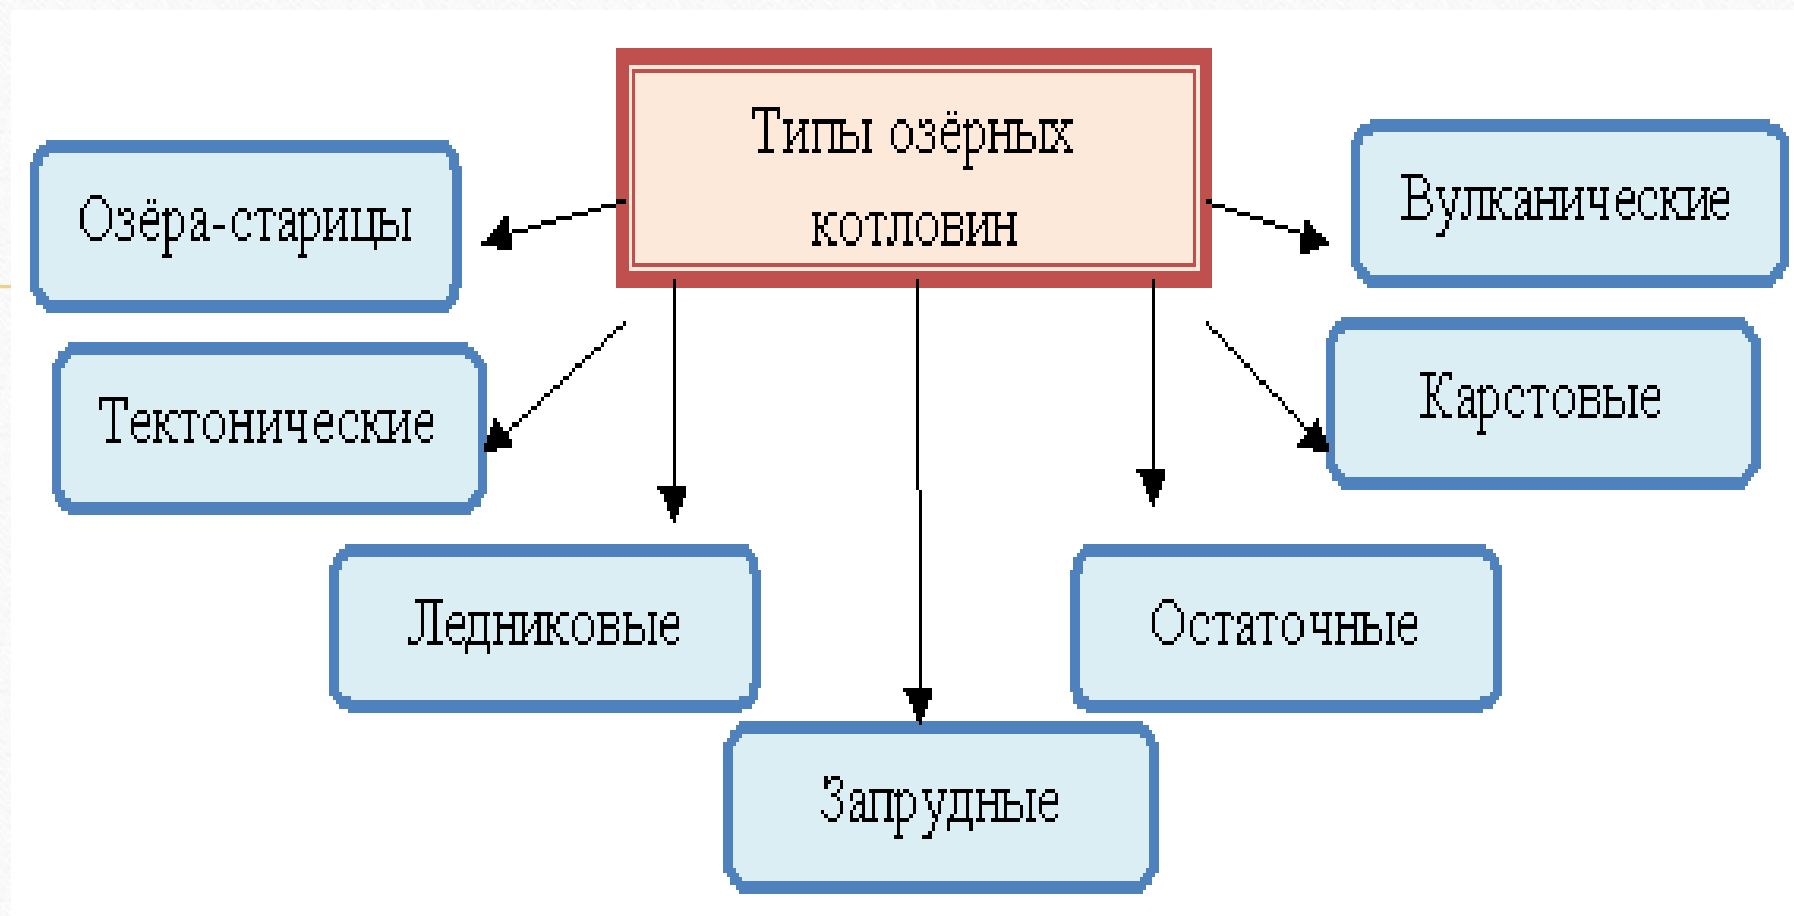 Типы озёрных
котловин
Озёра-старицы
Вулканические
Тектонические
Карстовые
Ледниковые
Остаточные
Запрудные